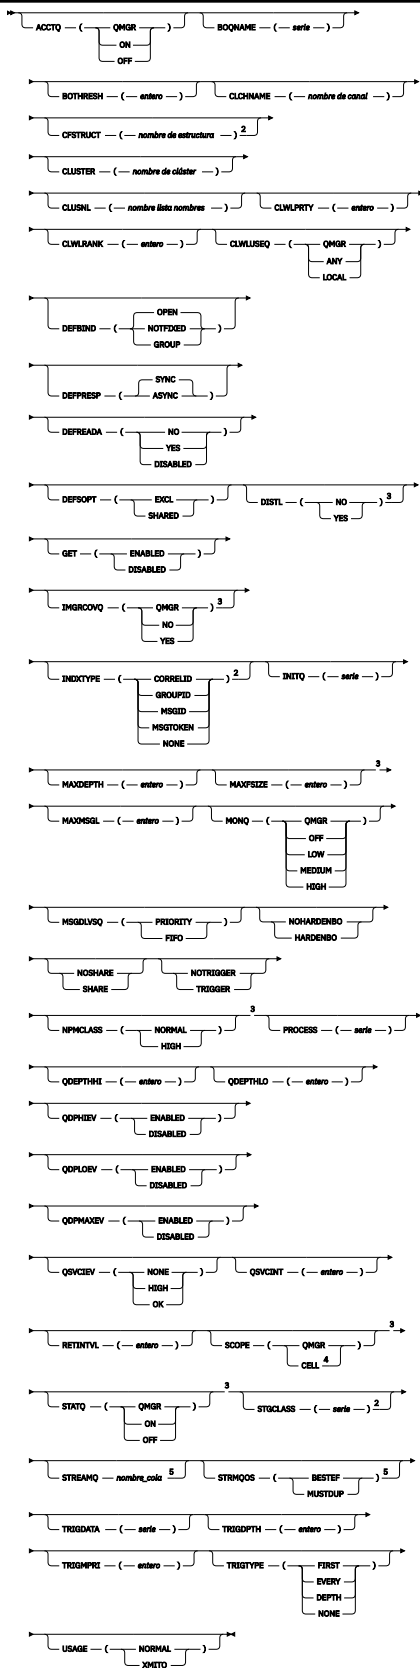 ACCTQ ( QMGR ) BOQNAME ( serie )
ON
OFF
BOTHRESH ( entero ) CLCHNAME ( nombre de canal )
CFSTRUCT ( nombre de estructura ) 2
CLUSTER ( nombre de clúster )
CLUSNL ( nombre lista nombres ) CLWLPRTY ( entero )
CLWLRANK ( entero ) CLWLUSEQ ( QMGR )
ANY
LOCAL
OPEN
DEFBIND ( NOTFIXED )
GROUP
SYNC
DEFPRESP ( ASYNC )
DEFREADA ( NO )
YES
DISABLED
DEFSOPT ( EXCL ) DISTL ( NO ) 3
SHARED YES
GET ( ENABLED )
DISABLED
IMGRCOVQ ( QMGR ) 3
NO
YES
INDXTYPE ( CORRELID ) 2 INITQ ( serie )
GROUPID
MSGID
MSGTOKEN
NONE
MAXDEPTH ( entero ) MAXFSIZE ( entero ) 3
MAXMSGL ( entero ) MONQ ( QMGR )
OFF
LOW
MEDIUM
HIGH
MSGDLVSQ ( PRIORITY ) NOHARDENBO
FIFO HARDENBO
NOSHARE NOTRIGGER
SHARE TRIGGER
NPMCLASS ( NORMAL ) 3 PROCESS ( serie )
HIGH
QDEPTHHI ( entero ) QDEPTHLO ( entero )
QDPHIEV ( ENABLED )
DISABLED
QDPLOEV ( ENABLED )
DISABLED
QDPMAXEV ( ENABLED )
DISABLED
QSVCIEV ( NONE ) QSVCINT ( entero )
HIGH
OK
RETINTVL ( entero ) SCOPE ( QMGR ) 3
CELL 4
STATQ ( QMGR ) 3 STGCLASS ( serie ) 2
ON
OFF
STREAMQ nombre_cola 5 STRMQOS ( BESTEF ) 5
MUSTDUP
TRIGDATA ( serie ) TRIGDPTH ( entero )
TRIGMPRI ( entero ) TRIGTYPE ( FIRST )
EVERY
DEPTH
NONE
USAGE ( NORMAL )
XMITQ